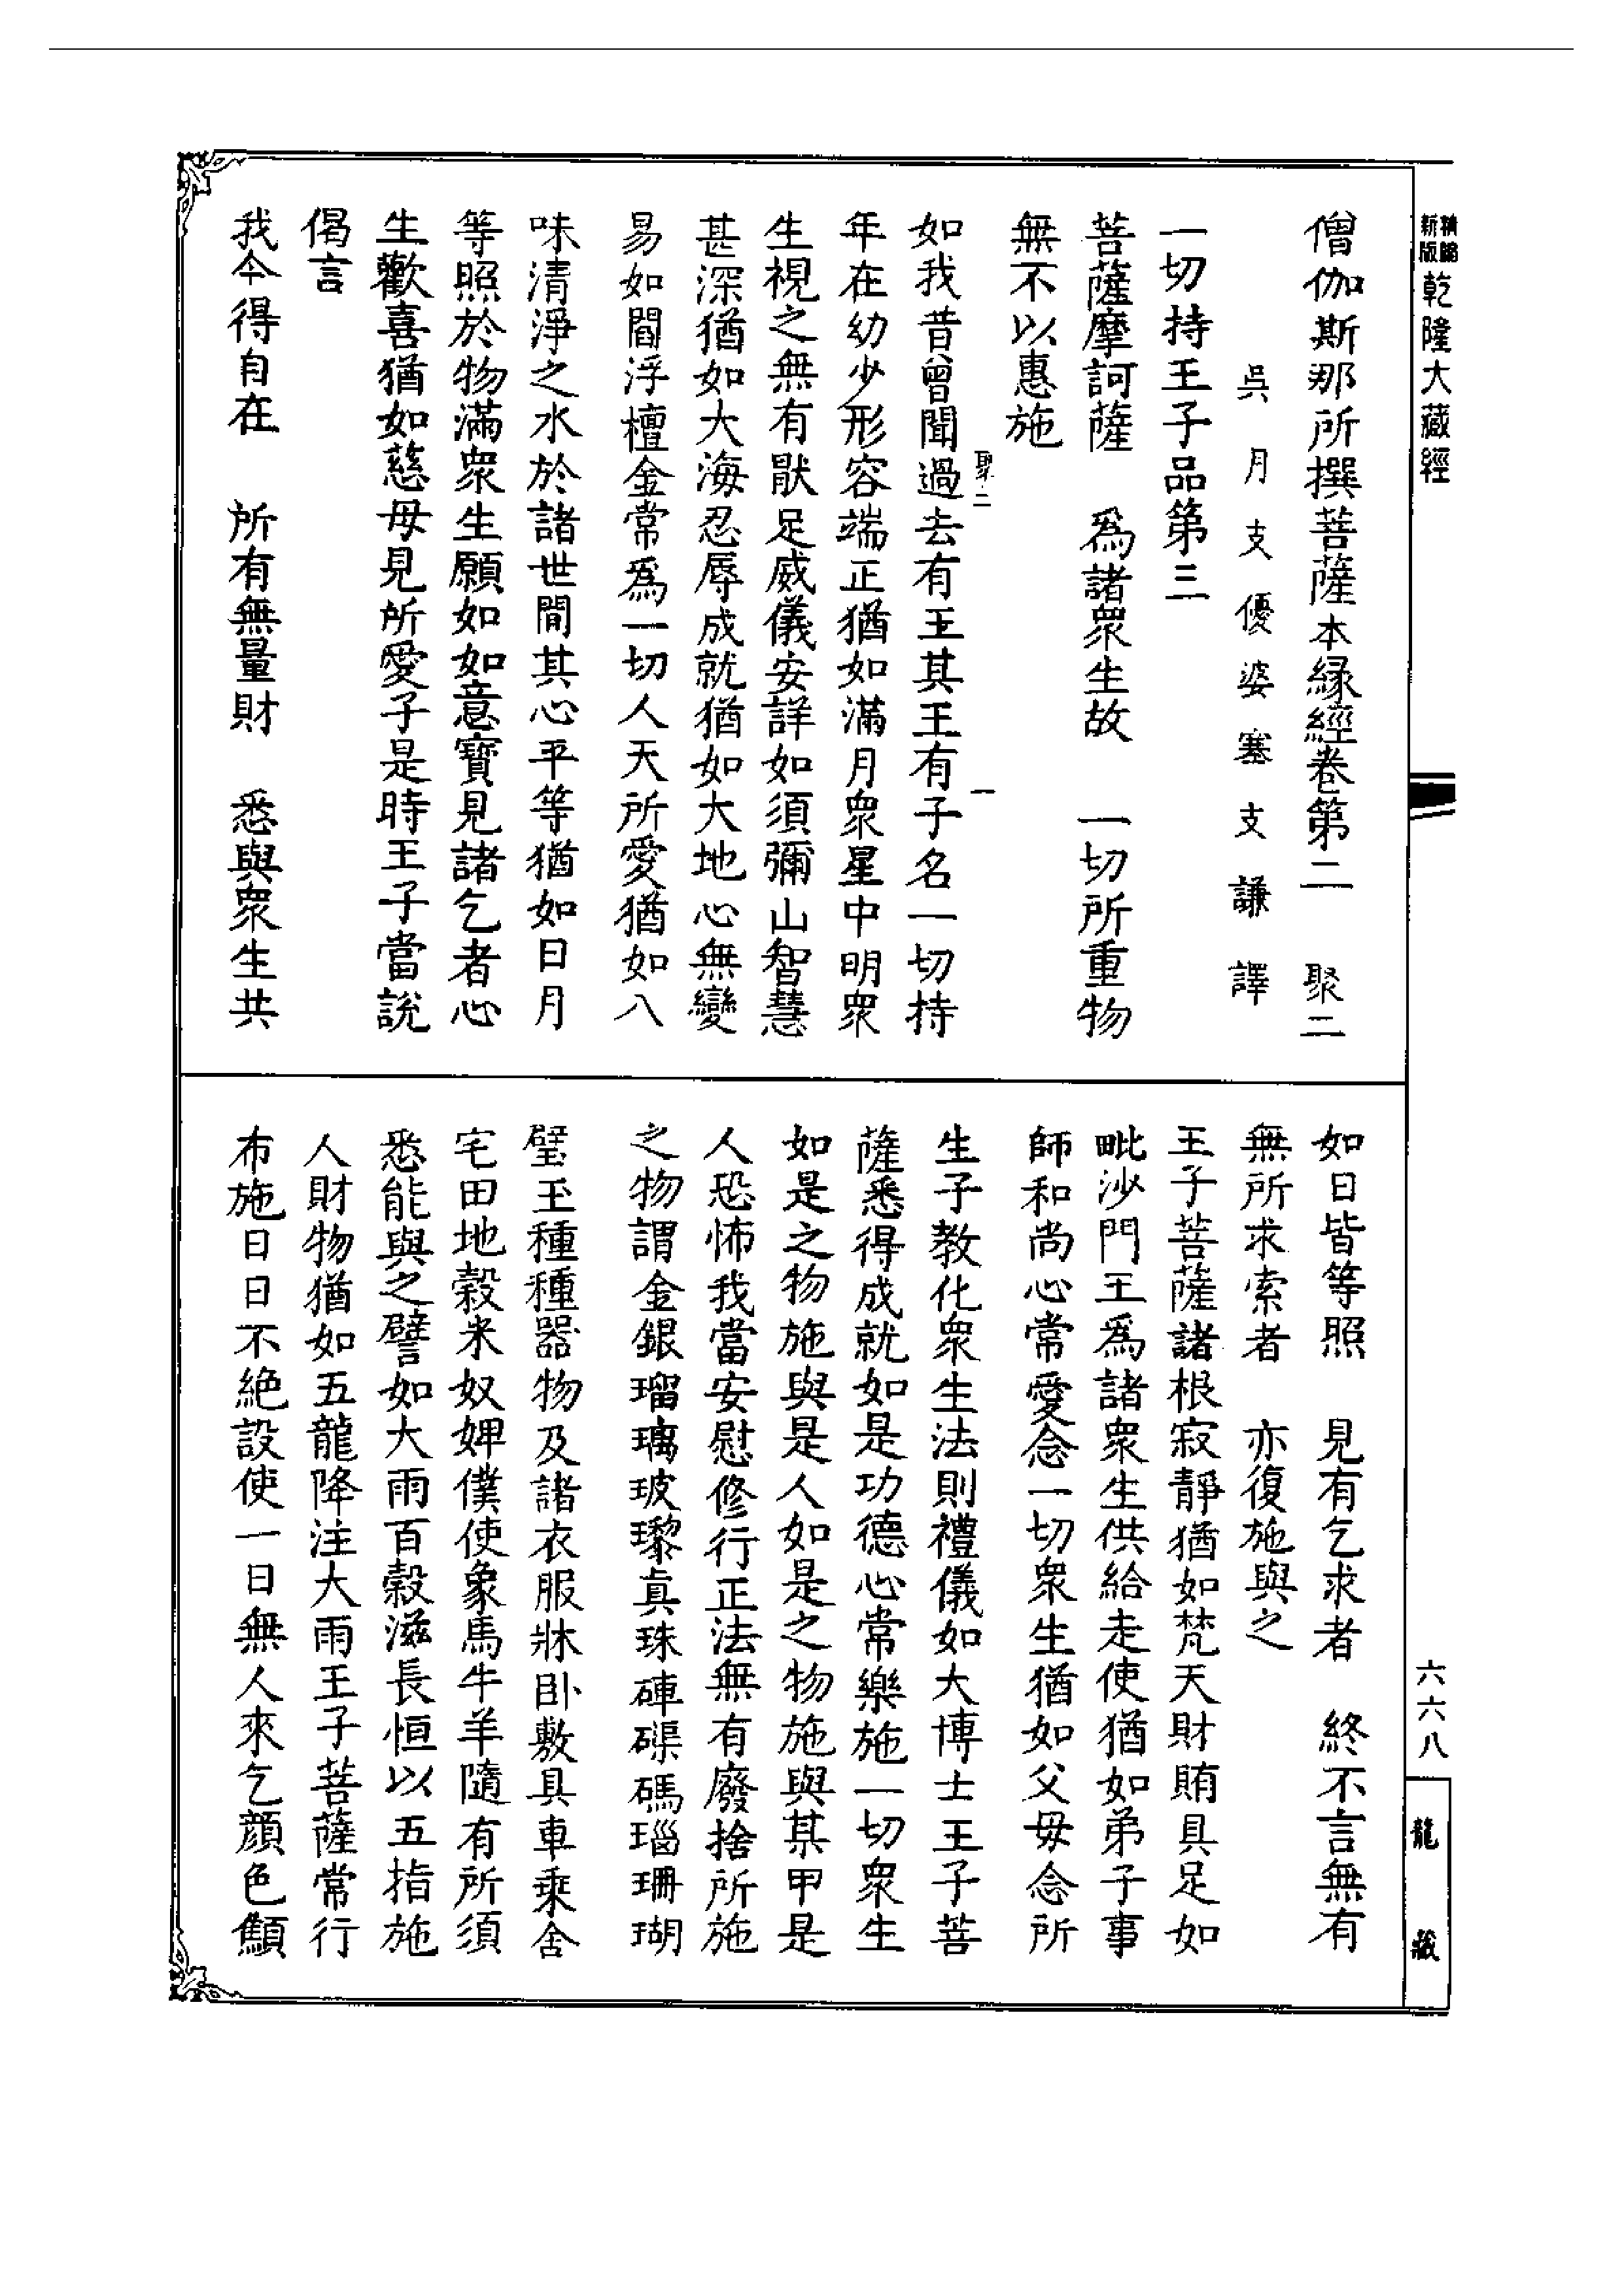 精縮新版乾隆大藏經
僧伽斯那所撰菩薩本緣經卷第二　聚二
吳月支優婆塞支謙譯
一切持王子品第三
菩薩摩訶薩　為諸眾生故　一切所重物
無不以惠施
聚二　一
如我昔曾聞過去有王其王有子名一切持
年在幼少形容端正猶如滿月眾星中明眾
生視之無有猒足威儀安詳如須彌山智慧
甚深猶如大海忍辱成就猶如大地心無變
易如閻浮檀金常為一切人天所愛猶如八
味清淨之水於諸世間其心平等猶如日月
等照於物滿眾生願如如意寶見諸乞者心
生歡喜猶如慈母見所愛子是時王子當說
偈言
我今得自在　所有無量財　悉與眾生共
如日皆等照　見有乞求者　終不言無有
無所求索者　亦復施與之
王子菩薩諸根寂靜猶如梵天財賄具足如
毗沙門王為諸眾生供給走使猶如弟子事
師和尚心常愛念一切眾生猶如父母念所
生子教化眾生法則禮儀如大博士王子菩
薩悉得成就如是功德心常樂施一切眾生
如是之物施與是人如是之物施與某甲是
人恐怖我當安慰修行正法無有廢捨所施
之物謂金銀瑠璃玻瓈真珠硨磲碼瑙珊瑚
璧玉種種器物及諸衣服牀臥敷具車乘舍
宅田地穀米奴婢僕使象馬牛羊隨有所須
悉能與之譬如大雨百穀滋長恒以五指施
人財物猶如五龍降注大雨王子菩薩常行
布施日日不絕設使一日無人來乞顏色顦
六六八
龍藏